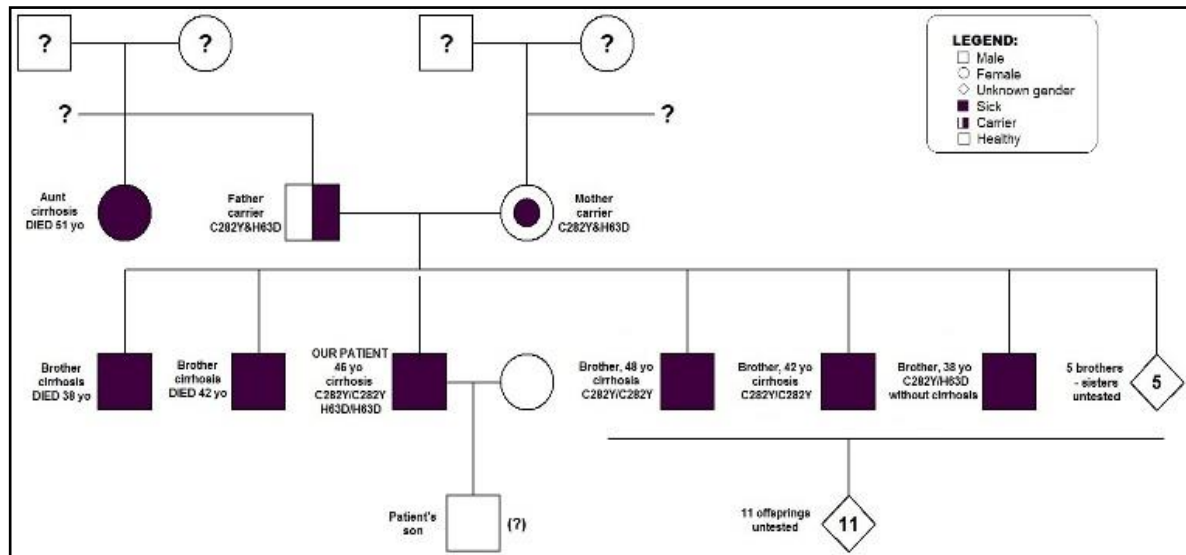 ?
?
?
?
LEGEND:
Male
Female
Unknown gender
Sick
Carrier
Healthy
?
?
Aunt
cirrhosis
DIED 51 yo
Father
carrier
C282Y&H63D
Mother
carrier
C282Y&H63D
Brother
cirrhosis
DIED 38 yo
Brother
cirrhosis
DIED 42 yo
OUR PATIENT
46 yo
cirrhosis
C282Y/C282Y
H63D/H63D
Brother, 48 yo
cirrhosis
C282Y/C282Y
Brother, 42 yo
cirrhosis
C282Y/C282Y
Brother, 38 yo
C282Y/H63D
without cirrhosis
5 brothers
- sisters
untested
5
Patient's
son
(?)
11 offsprings
untested
11